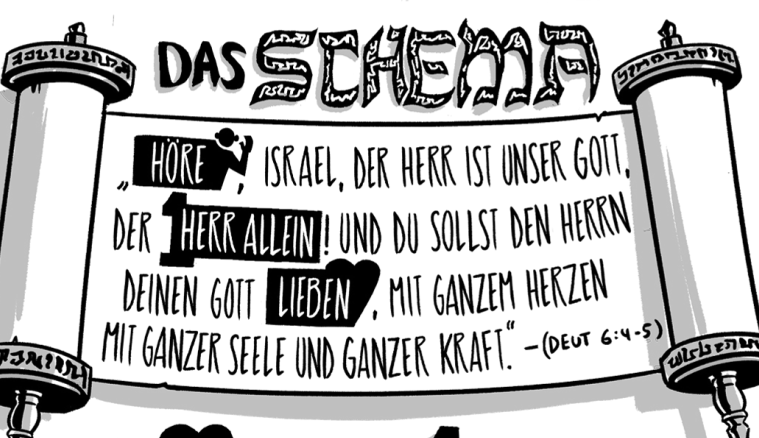 DAS SCHEMA
„HÖRE, ISRAEL, DER HERR IST UNSER GOTT,
DER 1HERR ALLEIN! UND DU SOLLST DEN HERRN
DEINEN GOTT LIEBEN, MIT GANZEM HERZEN
MIT GANZER SEELE UND GANZER KRAFT.“ –(DEUT 6:4-5)